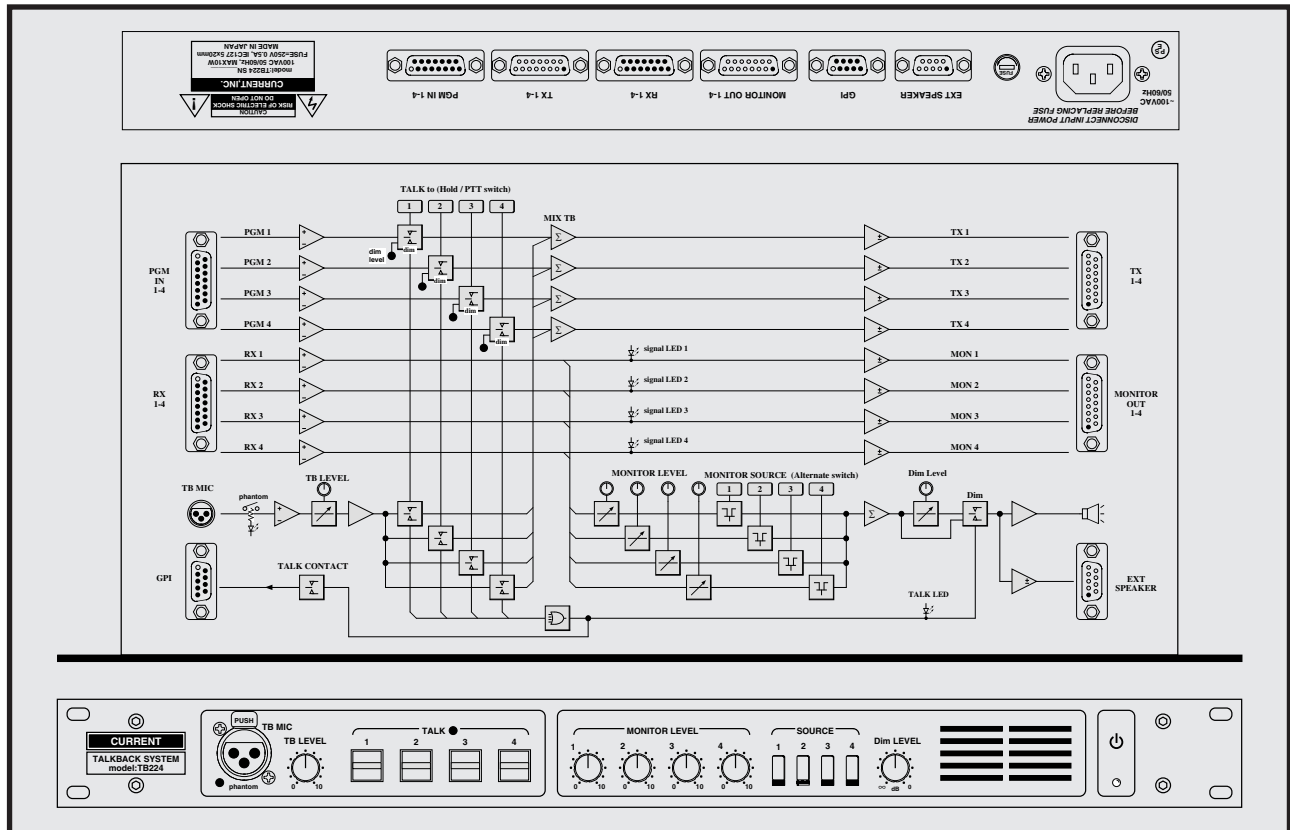 DISCONNECT INPUT POWER
BEFORE REPLACING FUSE
~100VAC
50/60Hz
PS
E
FUSE
EXT SPEAKER
GPI
MONITOR OUT 1-4
RX 1-4
TX 1-4
PGM IN 1-4
CAUTION
RISK OF ELECTRIC SHOCK
DO NOT OPEN
!
CURRENT,INC.
model:TB224 SN
100VAC 50/60Hz, MAX10W
FUSE=250V 0.5A, IEC127 5x20mm
MADE IN JAPAN
TALK to (Hold / PTT switch)
1 2 3 4
MIX TB
PGM 1
PGM 2
PGM 3
PGM 4
PGM
IN
1-4
dim
level
dim
dim
dim
dim
Σ
Σ
Σ
Σ
TX 1
TX 2
TX 3
TX 4
TX
1-4
RX 1
RX 2
RX 3
RX 4
RX
1-4
signal LED 1
signal LED 2
signal LED 3
signal LED 4
MON 1
MON 2
MON 3
MON 4
MONITOR
OUT
1-4
TB MIC
phantom
TB LEVEL
MONITOR LEVEL
MONITOR SOURCE (Alternate switch)
1 2 3 4
Σ
Dim Level
Dim
GPI
TALK CONTACT
TALK LED
EXT
SPEAKER
CURRENT
TALKBACK SYSTEM
model:TB224
PUSH
TB MIC
phantom
TB LEVEL
0 10
TALK
1 2 3 4
MONITOR LEVEL
1 2 3 4
0 10 0 10 0 10 0 10
SOURCE
1 2 3 4
Dim LEVEL
∞ dB 0